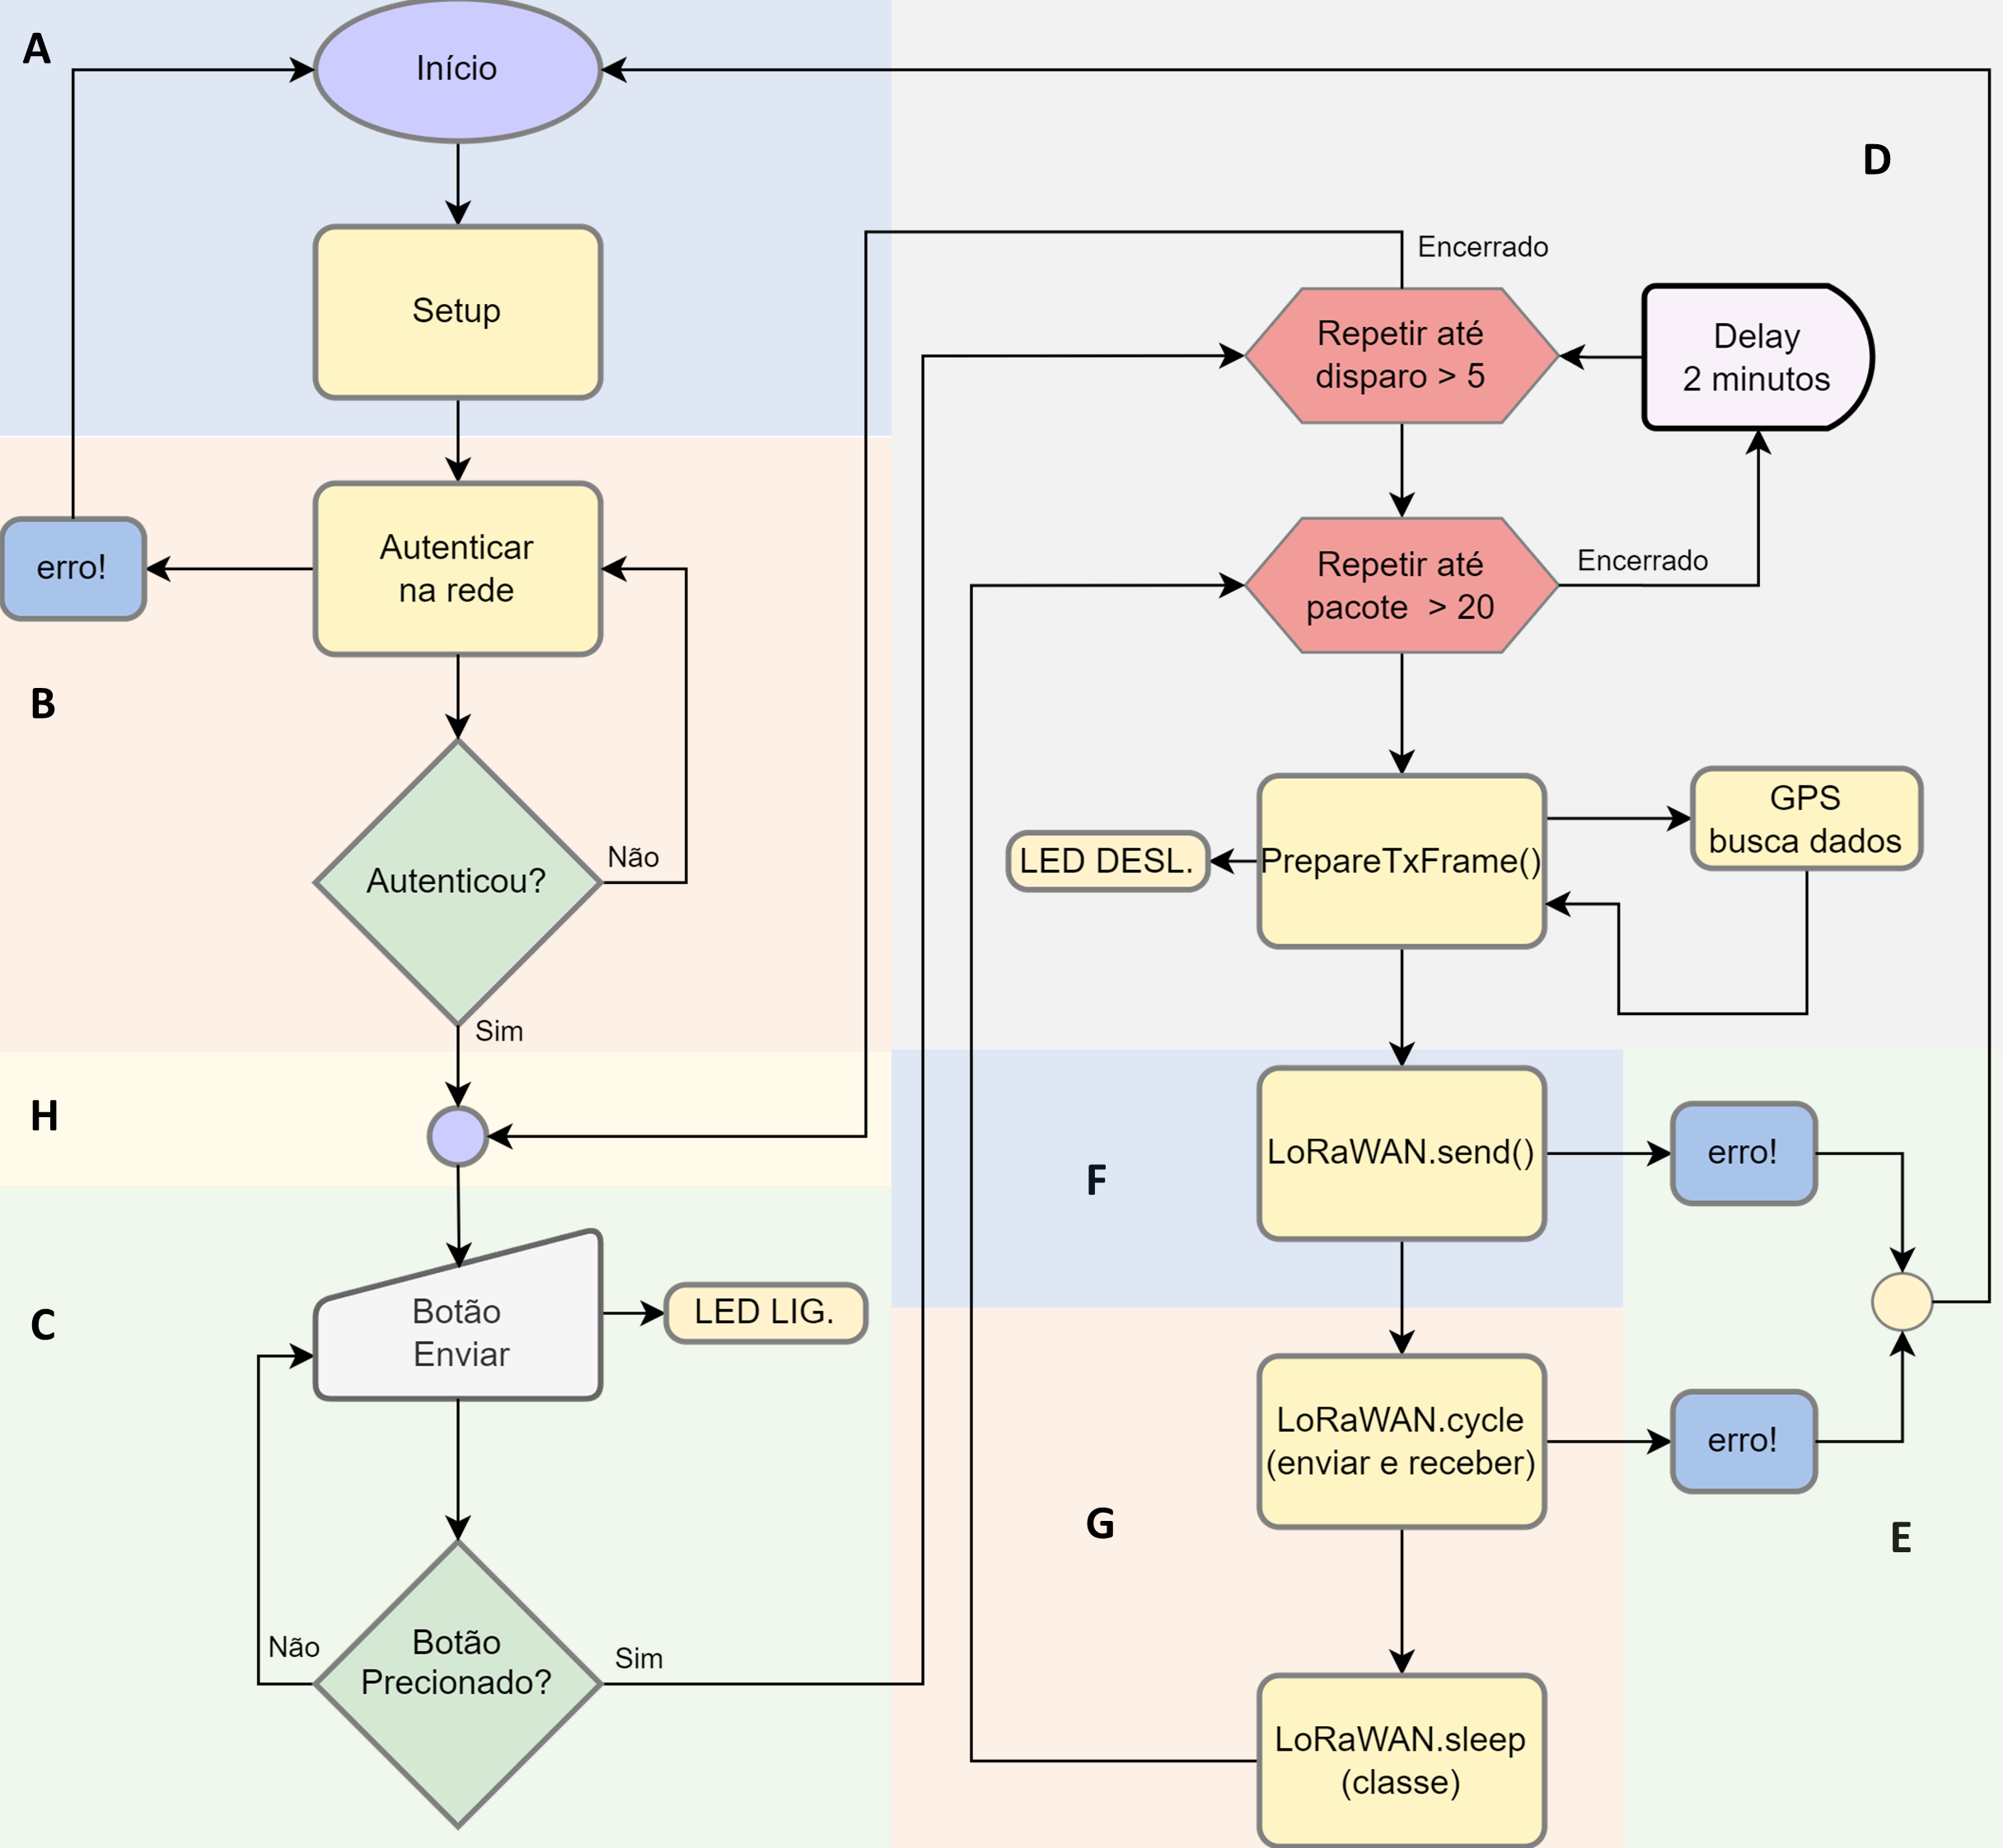 A
Início
Setup
Autenticar
na rede
erro!
B
Autenticou?
Não
Sim
H
C
Botão
Enviar
LED LIG.
Botão
Precionado?
Não
Sim
D
Encerrado
Repetir até
disparo > 5
Delay
2 minutos
Repetir até
pacote > 20
Encerrado
PrepareTxFrame()
GPS
busca dados
LED DESL.
F
LoRaWAN.send()
erro!
LoRaWAN.cycle
(enviar e receber)
erro!
G
E
LoRaWAN.sleep
(classe)